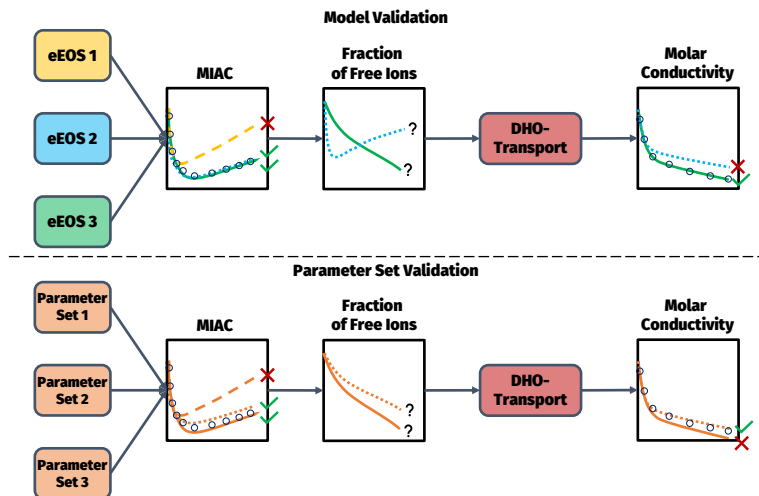 Model Validation
eEOS 1
eEOS 2
eEOS 3
MIAC
Fraction
of Free Ions
?
?
DHO-
Transport
Molar
Conductivity
Parameter Set Validation
Parameter
Set 1
Parameter
Set 2
Parameter
Set 3
MIAC
Fraction
of Free Ions
?
?
DHO-
Transport
Molar
Conductivity